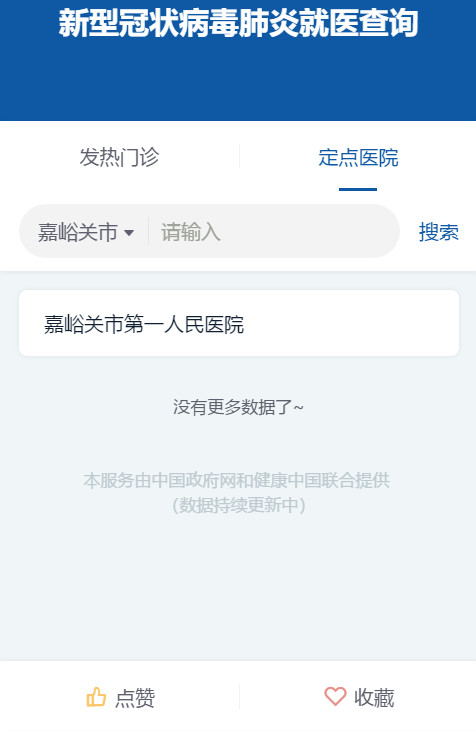 新型冠状病毒肺炎就医查询
发热门诊
定点医院
嘉峪关市
请输入
搜索
嘉峪关市第一人民医院
没有更多数据了~
本服务由中国政府网和健康中国联合提供
（数据持续更新中）
点赞
收藏